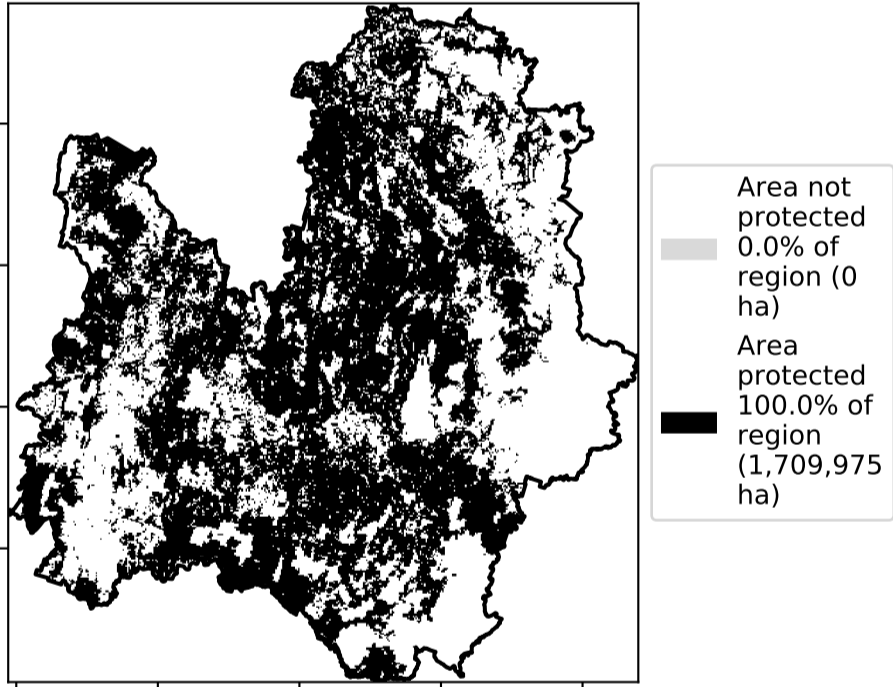 Area not
protected
0.0% of
region (0
ha)
Area
protected
100.0% of
region
(1,709,975
ha)